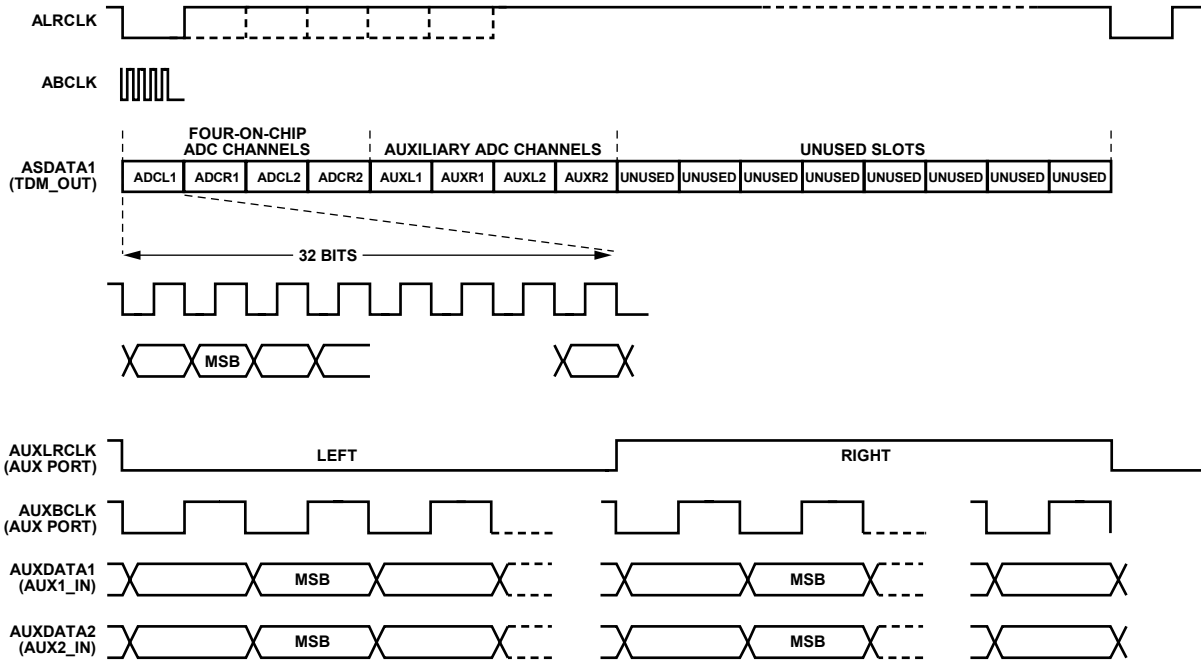 ALRCLK
ABCLK
FOUR-ON-CHIP
ADC CHANNELS
AUXILIARY ADC CHANNELS
UNUSED SLOTS
ASDATA1
(TDM_OUT)
ADCL1 ADCR1 ADCL2 ADCR2 AUXL1 AUXR1 AUXL2 AUXR2 UNUSED UNUSED UNUSED UNUSED UNUSED UNUSED UNUSED UNUSED
32 BITS
MSB
AUXLRCLK
(AUX PORT)
LEFT
RIGHT
AUXBCLK
(AUX PORT)
AUXDATA1
(AUX1_IN)
MSB
MSB
AUXDATA2
(AUX2_IN)
MSB
MSB